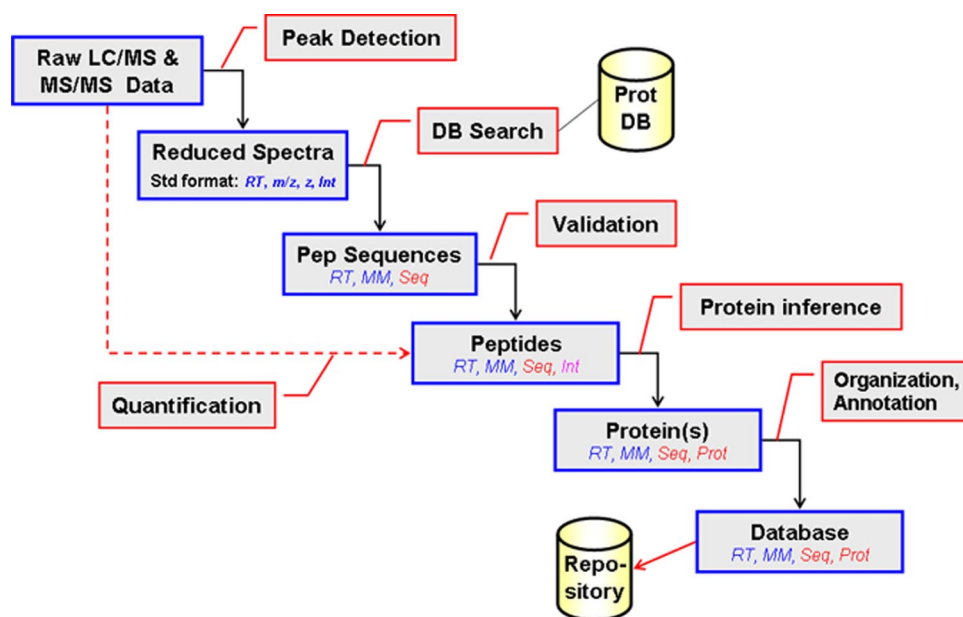 Raw LC/MS &
MS/MS Data
Peak Detection
Reduced Spectra
Std format: RT, m/z, z, Int
DB Search
Prot
DB
Pep Sequences
RT, MM, Seq
Validation
Peptides
RT, MM, Seq, Int
Protein inference
Quantification
Protein(s)
RT, MM, Seq, Prot
Organization,
Annotation
Database
RT, MM, Seq, Prot
Repo-
sitory